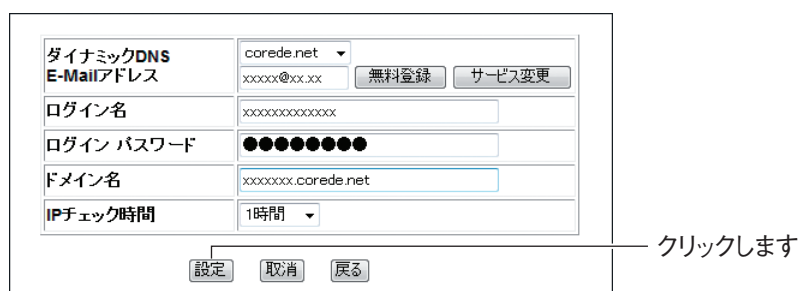 ダイナミックDNS corede.net
E-Mailアドレス xxxxx@xx.xx 無料登録 サービス変更
ログイン名 xxxxxxxxxxxxx
ログイン パスワード ●●●●●●●●
ドメイン名 xxxxxxx.corede.net
IPチェック時間 1時間
クリックします
設定 取消 戻る